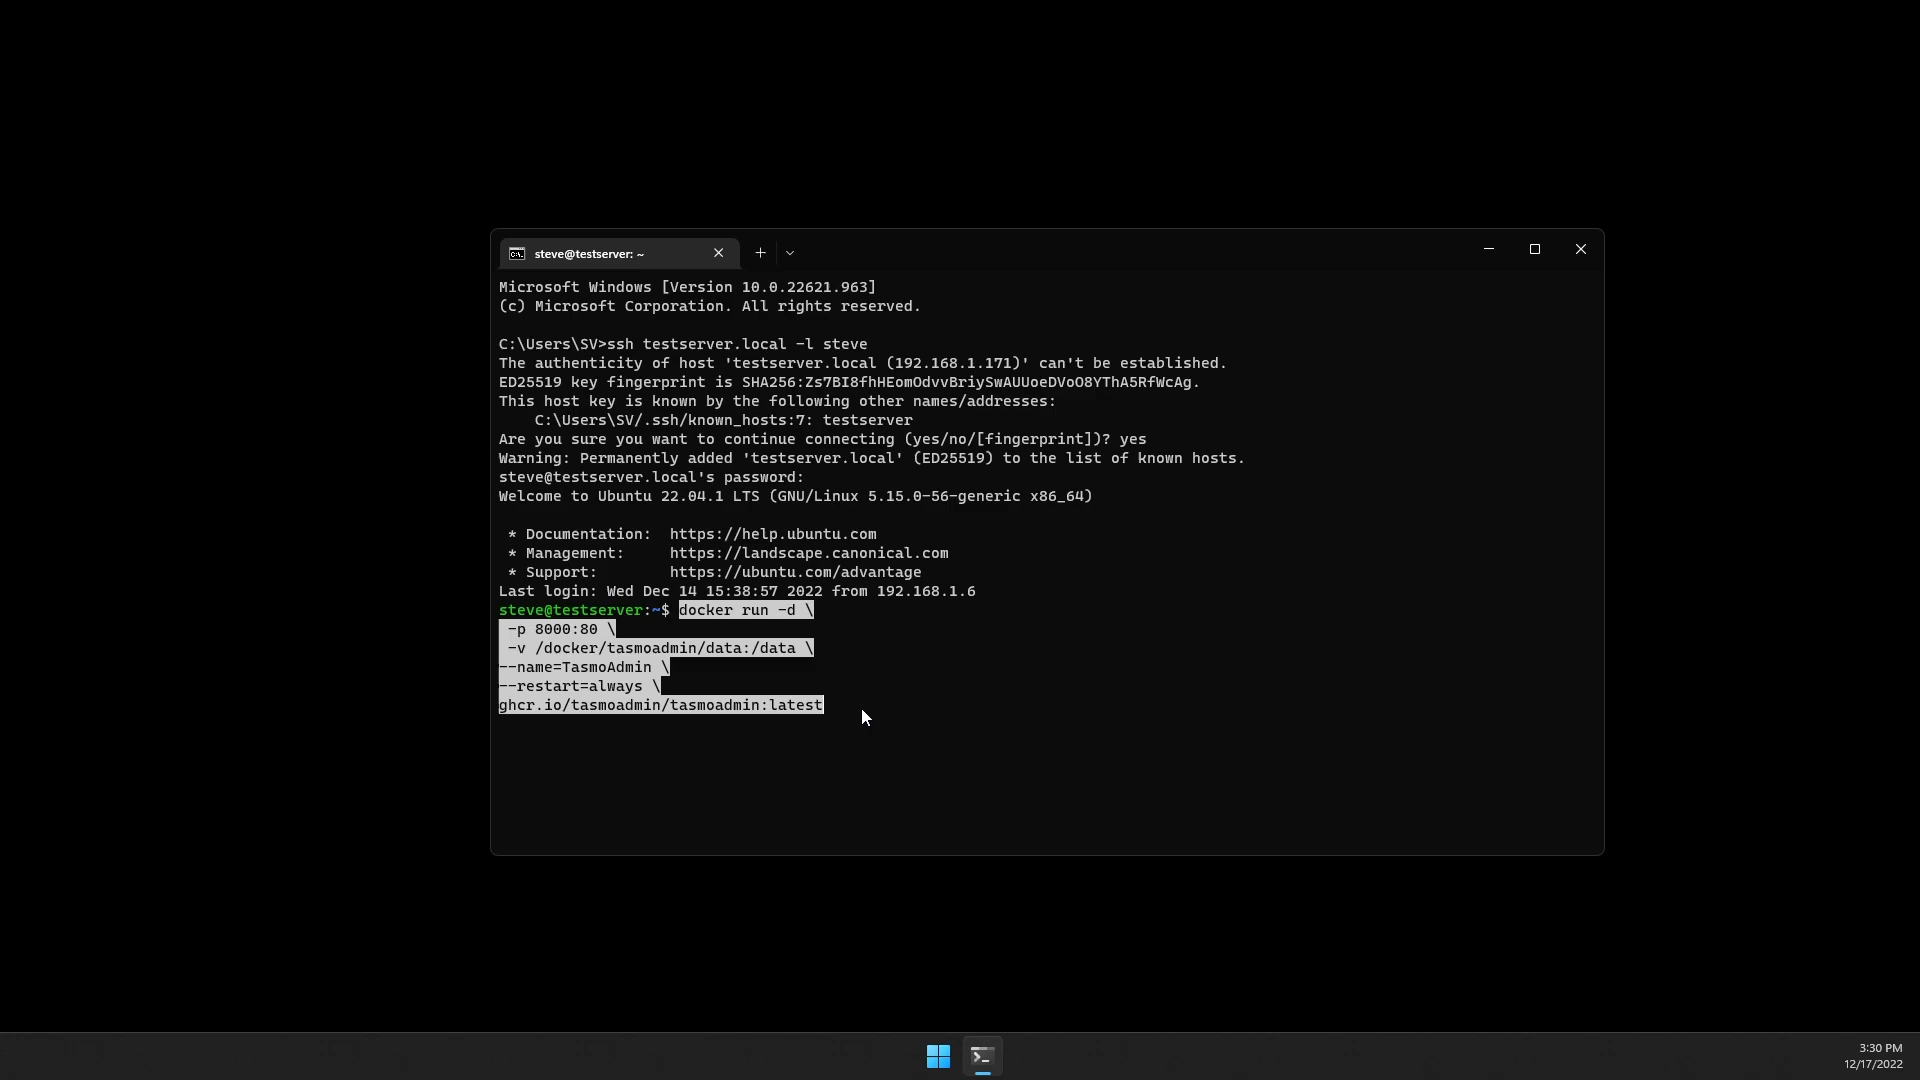 steve@testserver: ~
Microsoft Windows [Version 10.0.22621.963]
(c) Microsoft Corporation. All rights reserved.
C:\Users\SV>ssh testserver.local -l steve
The authenticity of host 'testserver.local (192.168.1.171)' can't be established.
ED25519 key fingerprint is SHA256:Zs7BI8fhHEomOdvvBriySwAUUoeDVoO8YThA5RfWcAg.
This host key is known by the following other names/addresses:
    C:\Users\SV/.ssh/known_hosts:7: testserver
Are you sure you want to continue connecting (yes/no/[fingerprint])? yes
Warning: Permanently added 'testserver.local' (ED25519) to the list of known hosts.
steve@testserver.local's password:
Welcome to Ubuntu 22.04.1 LTS (GNU/Linux 5.15.0-56-generic x86_64)
 * Documentation:  https://help.ubuntu.com
 * Management:     https://landscape.canonical.com
 * Support:        https://ubuntu.com/advantage
Last login: Wed Dec 14 15:38:57 2022 from 192.168.1.6
steve@testserver:~$ docker run -d \
 -p 8000:80 \
 -v /docker/tasmoadmin/data:/data \
--name=TasmoAdmin \
--restart=always \
ghcr.io/tasmoadmin/tasmoadmin:latest
3:30 PM
12/17/2022